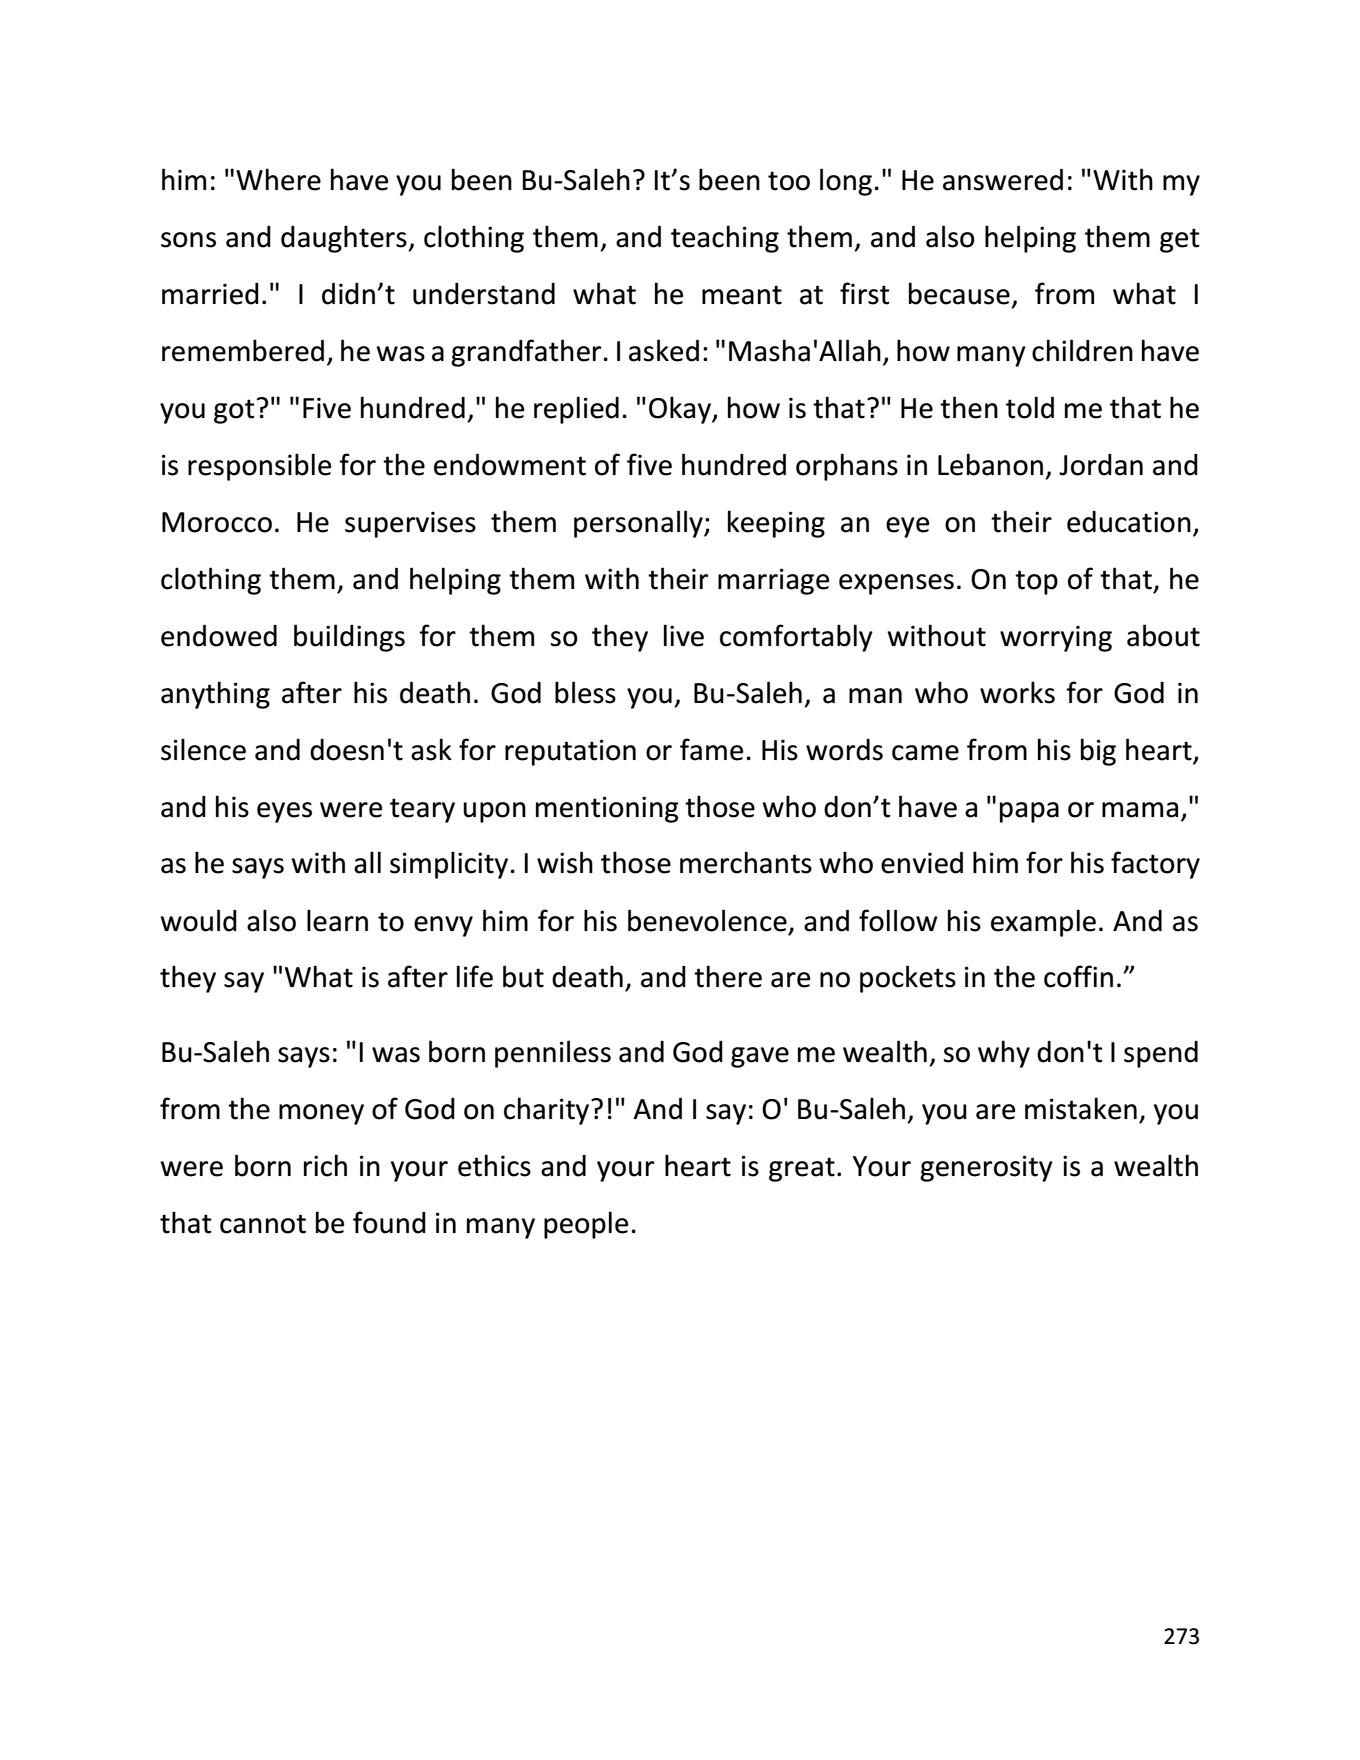 him: "Where have you been Bu-Saleh? It’s been too long." He answered: "With my
sons and daughters, clothing them, and teaching them, and also helping them get
married." I didn’t understand what he meant at first because, from what I
remembered, he was a grandfather. I asked: "Masha'Allah, how many children have
you got?" "Five hundred," he replied. "Okay, how is that?" He then told me that he
is responsible for the endowment of five hundred orphans in Lebanon, Jordan and
Morocco. He supervises them personally; keeping an eye on their education,
clothing them, and helping them with their marriage expenses. On top of that, he
endowed buildings for them so they live comfortably without worrying about
anything after his death. God bless you, Bu-Saleh, a man who works for God in
silence and doesn't ask for reputation or fame. His words came from his big heart,
and his eyes were teary upon mentioning those who don’t have a "papa or mama,"
as he says with all simplicity. I wish those merchants who envied him for his factory
would also learn to envy him for his benevolence, and follow his example. And as
they say "What is after life but death, and there are no pockets in the coffin.”
Bu-Saleh says: "I was born penniless and God gave me wealth, so why don't I spend
from the money of God on charity?!" And I say: O' Bu-Saleh, you are mistaken, you
were born rich in your ethics and your heart is great. Your generosity is a wealth
that cannot be found in many people.
273